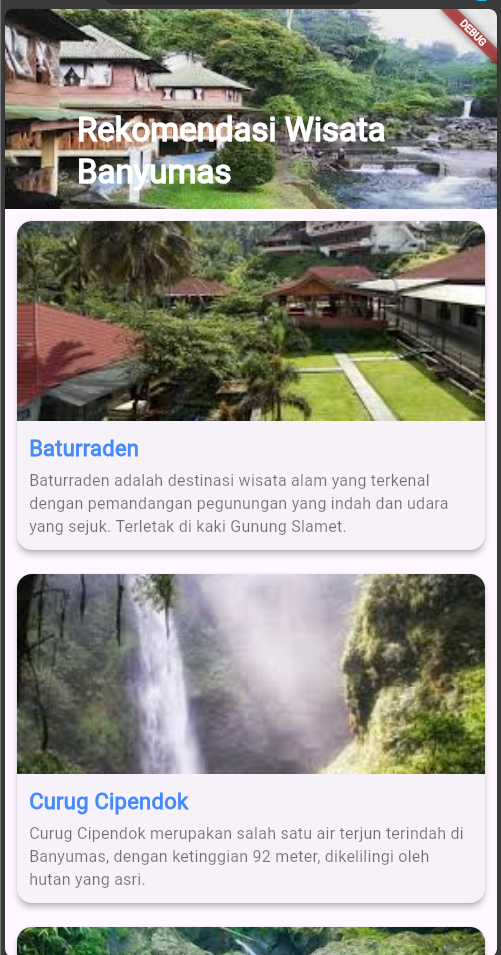 DEBUG
Rekomendasi Wisata
Banyumas
Baturraden
Baturraden adalah destinasi wisata alam yang terkenal
dengan pemandangan pegunungan yang indah dan udara
yang sejuk. Terletak di kaki Gunung Slamet.
Curug Cipendok
Curug Cipendok merupakan salah satu air terjun terindah di
Banyumas, dengan ketinggian 92 meter, dikelilingi oleh
hutan yang asri.